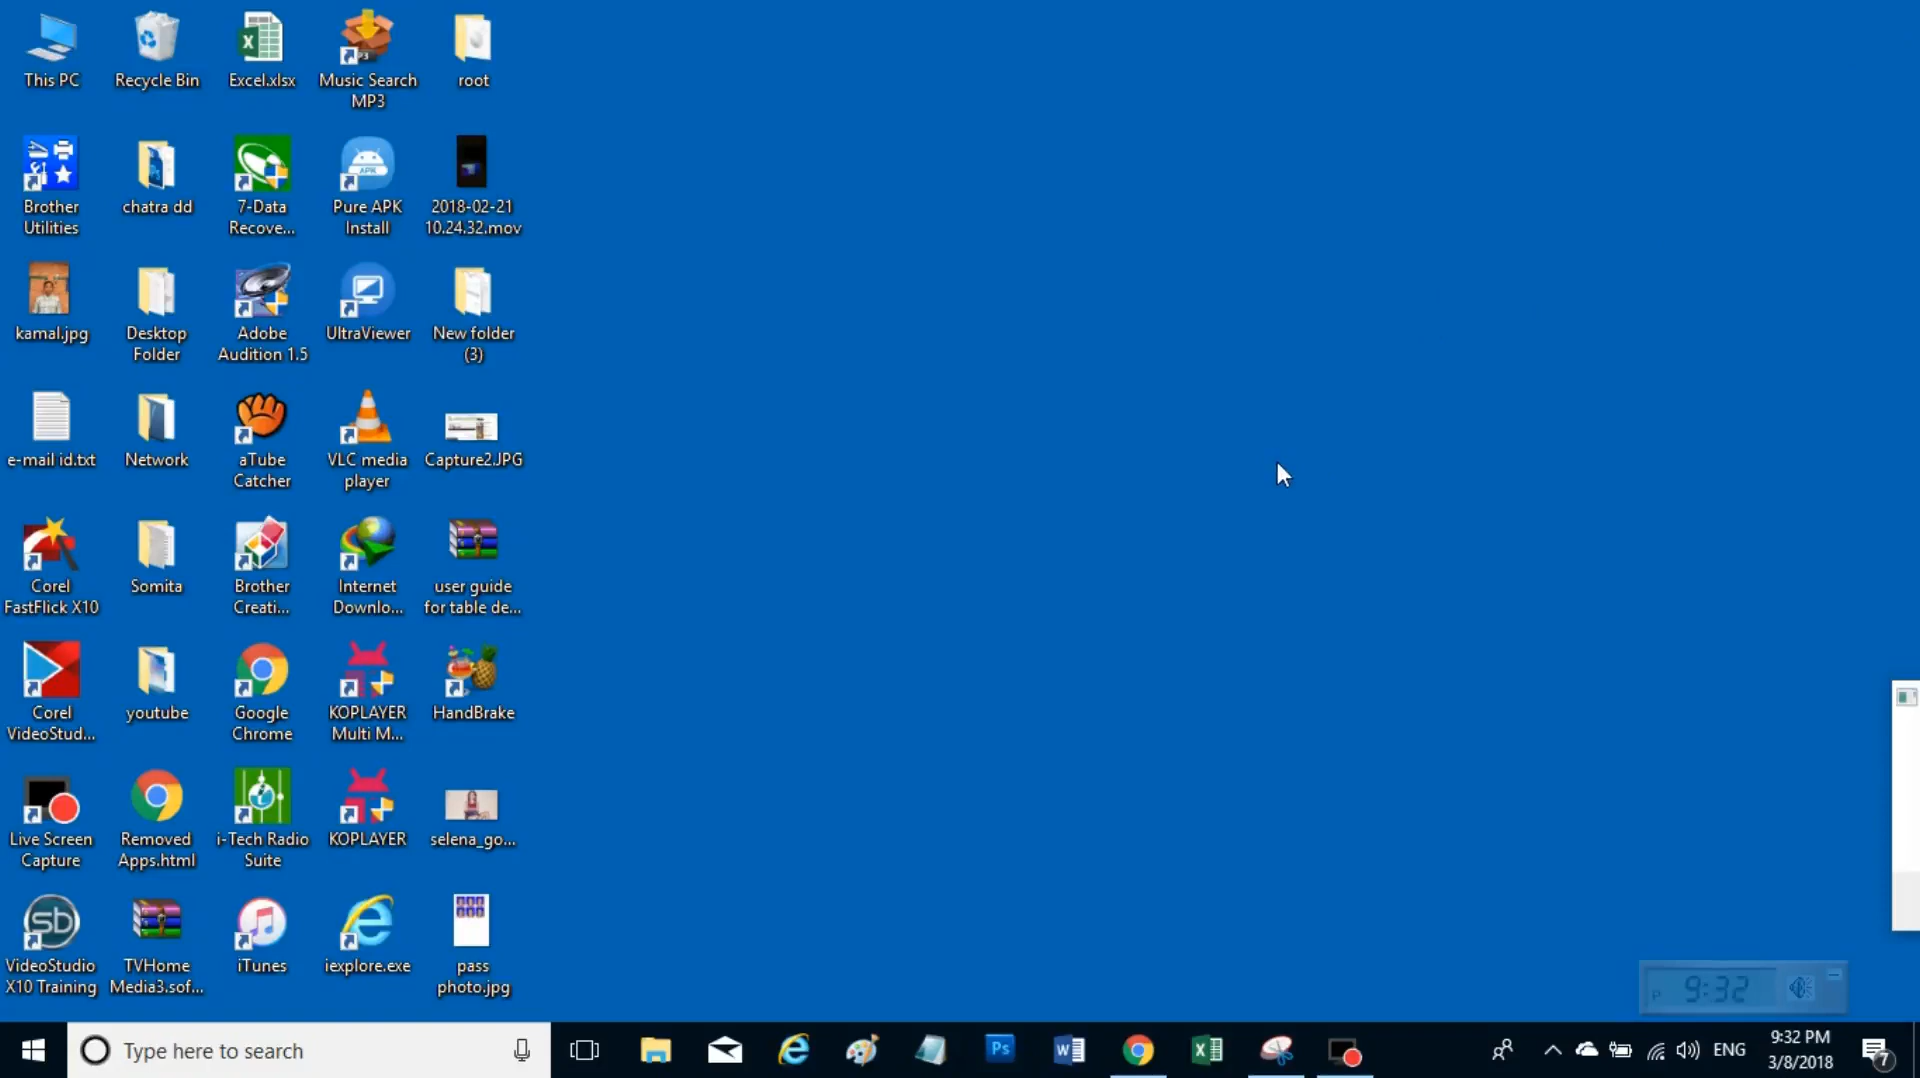 This PC
Recycle Bin
Excel.xlsx
Music Search
MP3
root
Brother
Utilities
chatra dd
7-Data
Recove...
Pure APK
Install
2018-02-21
10.24.32.mov
kamal.jpg
Desktop
Folder
Adobe
Audition 1.5
UltraViewer
New folder
(3)
e-mail id.txt
Network
aTube
Catcher
VLC media
player
Capture2.JPG
Corel
FastFlick X10
Somita
Brother
Creati...
Internet
Downlo...
user guide
for table de...
Corel
VideoStud...
youtube
Google
Chrome
KOPLAYER
Multi M...
HandBrake
Live Screen
Capture
Removed
Apps.html
i-Tech Radio
Suite
KOPLAYER
selena_go...
VideoStudio
X10 Training
TVHome
Media3.sof...
iTunes
iexplore.exe
pass
photo.jpg
P 9:32
Type here to search
ENG
9:32 PM
3/8/2018
7